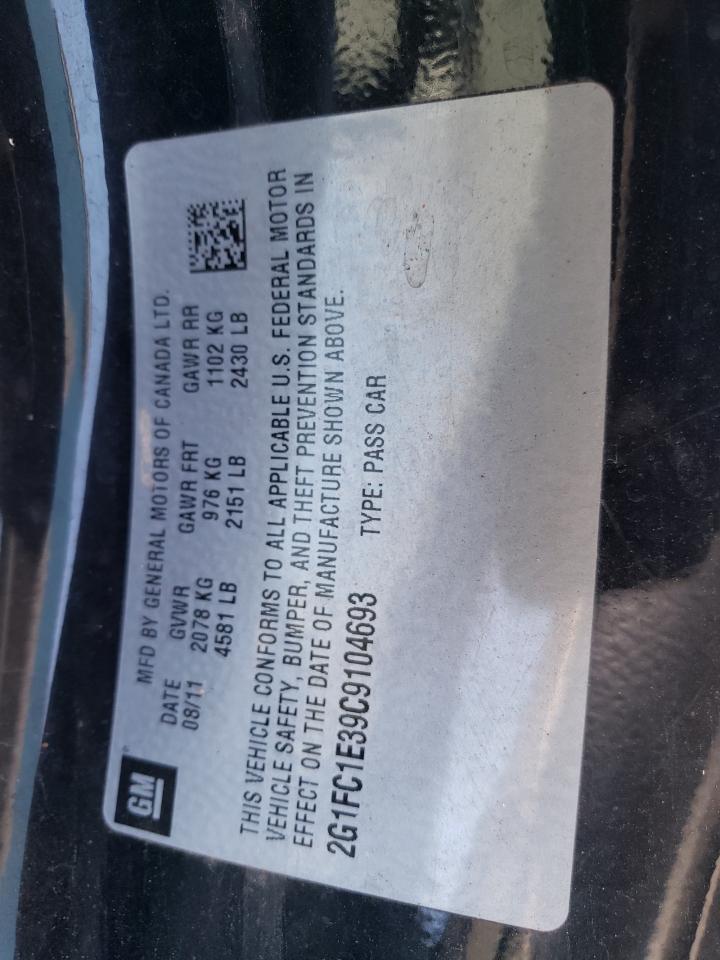 GM
MFD BY GENERAL MOTORS OF CANADA LTD.
DATE GVWR GAWR FRT GAWR RR
08/11 2078 KG 976 KG 1102 KG
4581 LB 2151 LB 2430 LB
THIS VEHICLE CONFORMS TO ALL APPLICABLE U.S. FEDERAL MOTOR
VEHICLE SAFETY, BUMPER, AND THEFT PREVENTION STANDARDS IN
EFFECT ON THE DATE OF MANUFACTURE SHOWN ABOVE.
2G1FC1E39C9104693 TYPE: PASS CAR